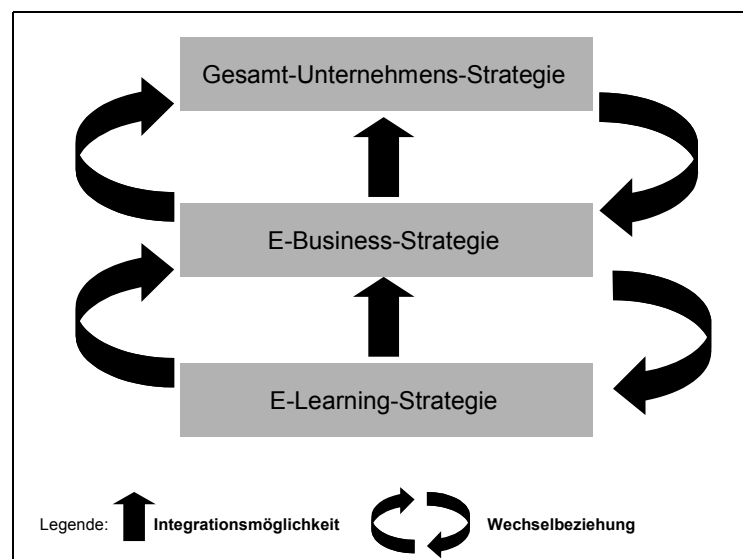 Gesamt-Unternehmens-Strategie
E-Business-Strategie
E-Learning-Strategie
Legende: Integrationsmöglichkeit Wechselbeziehung